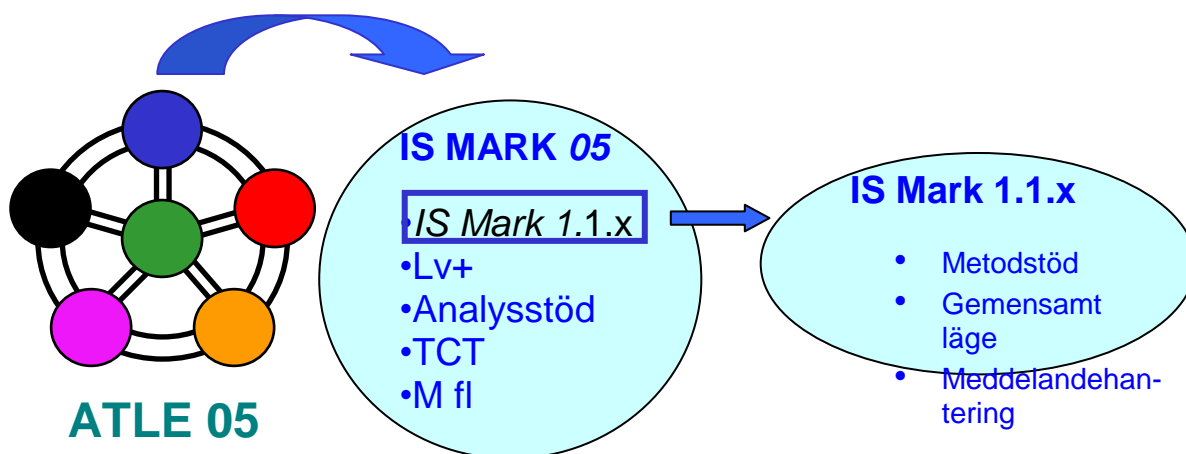 ATLE 05
IS MARK 05
•IS Mark 1.1.x
•Lv+
•Analysstöd
•TCT
•M fl
IS Mark 1.1.x
• Metodstöd
• Gemensamt
läge
• Meddelandehan-
tering